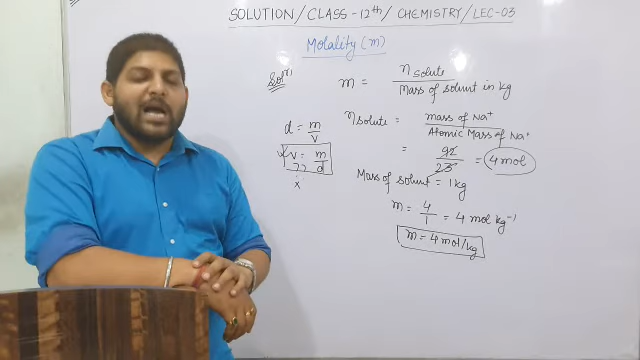 SOLUTION/CLASS-12th/CHEMISTRY/LEC-03
Molality (m)
Sol^n
m = n solute / Mass of solvent in kg
n solute = mass of Na+ / Atomic Mass of Na+
= 92 / 23 = 4 mol
d = m/v
v = m/d
x
Mass of solvent = 1 kg
m = 4/1 = 4 mol kg⁻¹
m = 4 mol/kg